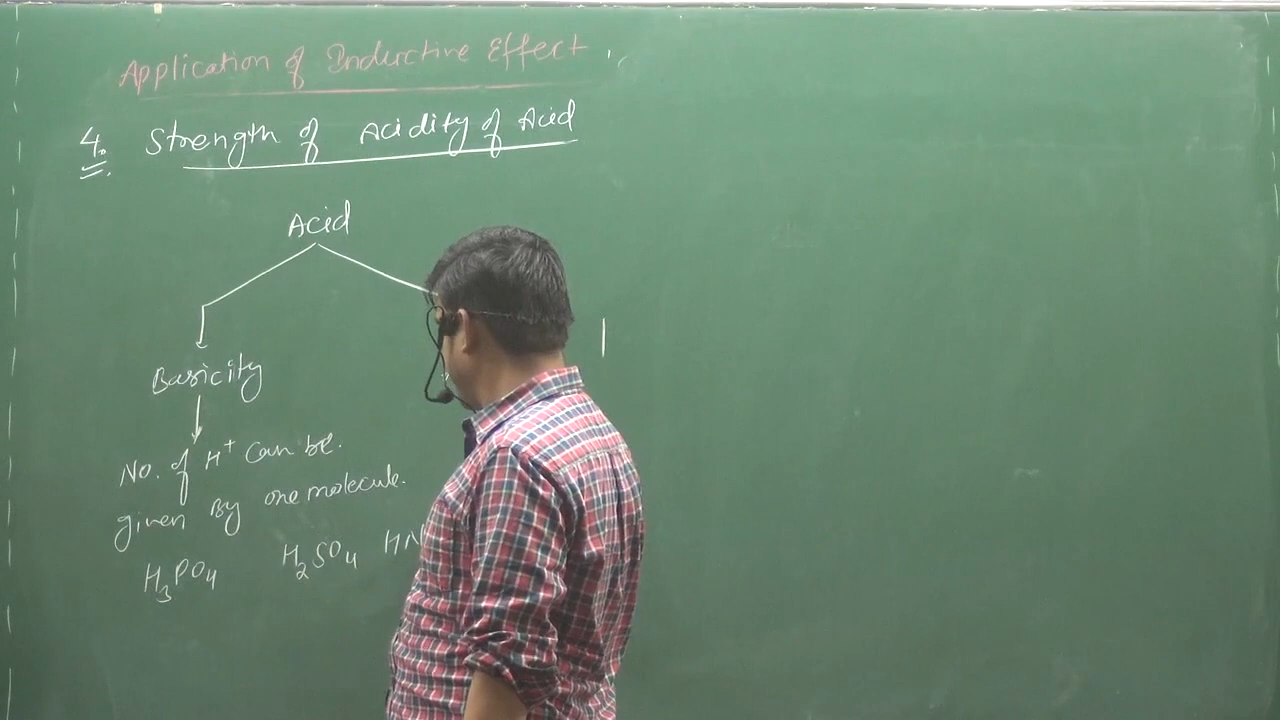 Application of Inductive Effect
4. Strength of Acidity of Acid
Acid
Basicity
No. of H⁺ can be.
given By one molecule.
H₃PO₄ H₂SO₄